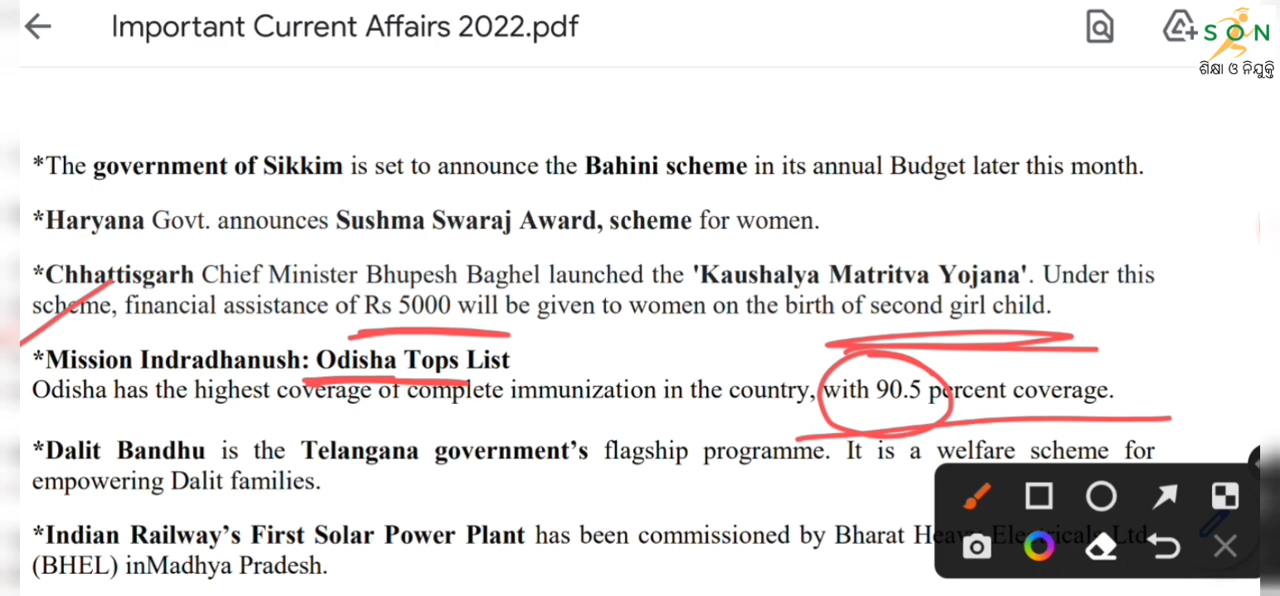 Important Current Affairs 2022.pdf
SON
ଶିକ୍ଷା ଓ ନିଯୁକ୍ତି
*The government of Sikkim is set to announce the Bahini scheme in its annual Budget later this month.
*Haryana Govt. announces Sushma Swaraj Award, scheme for women.
*Chhattisgarh Chief Minister Bhupesh Baghel launched the 'Kaushalya Matritva Yojana'. Under this
scheme, financial assistance of Rs 5000 will be given to women on the birth of second girl child.
*Mission Indradhanush: Odisha Tops List
Odisha has the highest coverage of complete immunization in the country, with 90.5 percent coverage.
*Dalit Bandhu is the Telangana government’s flagship programme. It is a welfare scheme for
empowering Dalit families.
*Indian Railway’s First Solar Power Plant has been commissioned by Bharat Heavy Electricals Ltd
(BHEL) inMadhya Pradesh.